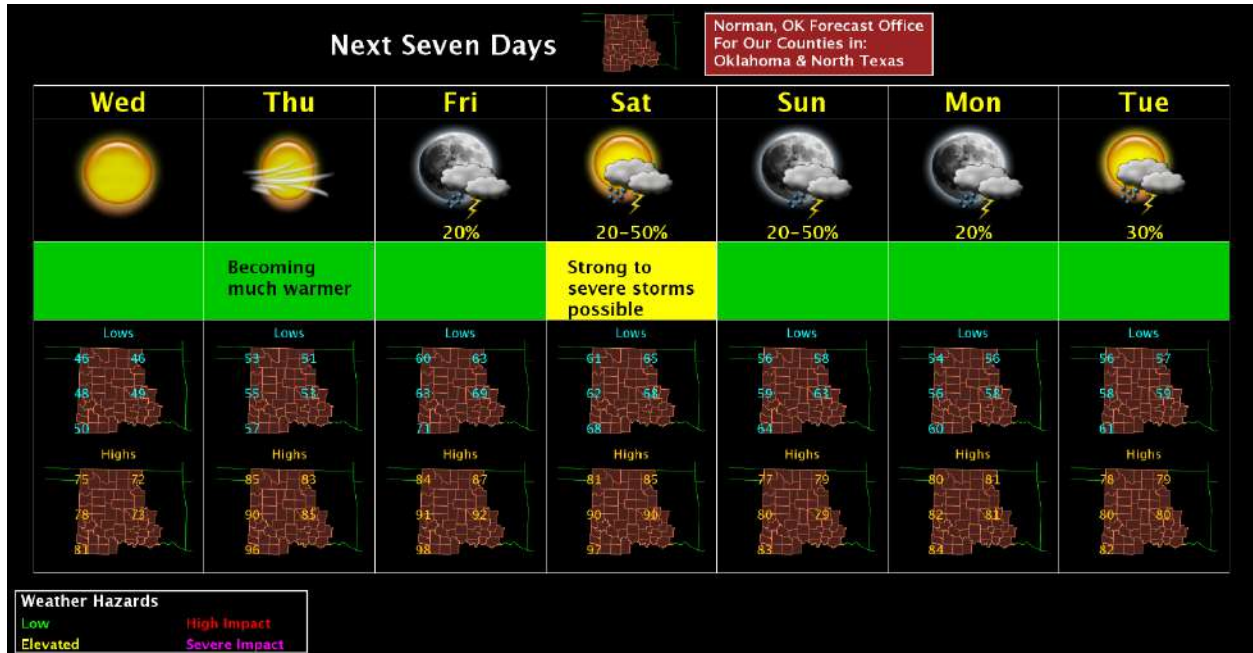 Next Seven Days
Norman, OK Forecast Office
For Our Counties in:
Oklahoma & North Texas
Wed Thu Fri Sat Sun Mon Tue
20% 20-50% 20-50% 20% 30%
Becoming
much warmer
Strong to
severe storms
possible
Lows Lows Lows Lows Lows Lows Lows
46 46 53 51 60 63 61 65 56 58 54 56 56 57
48 49 55 53 63 69 62 68 59 63 56 58 58 59
50 57 71 68 64 60 61
Highs Highs Highs Highs Highs Highs Highs
75 72 85 83 84 87 81 85 77 79 80 81 78 79
78 73 90 85 91 92 90 90 80 79 82 81 80 80
81 96 98 97 83 84 82
Weather Hazards
Low High Impact
Elevated Severe Impact